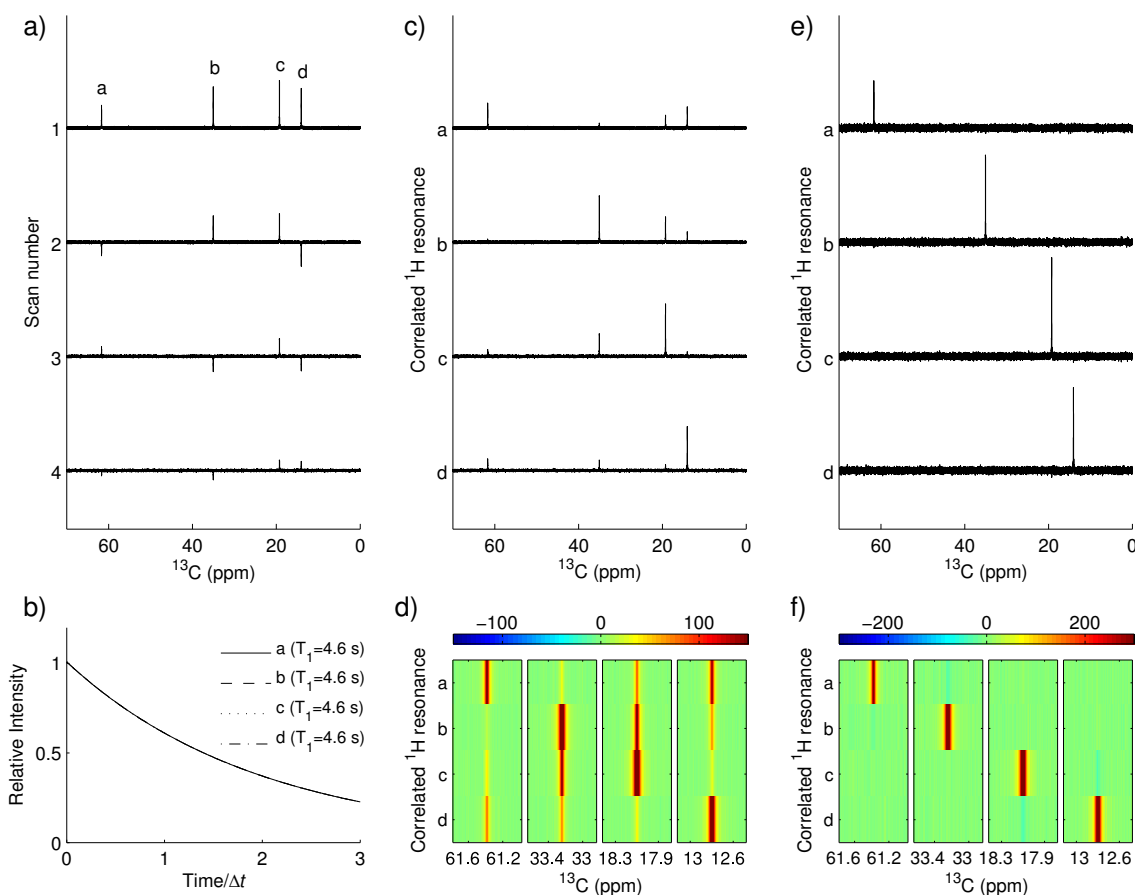 a)
a
b
c
d
1
2
3
4
Scan number
60
40
20
0
¹³C (ppm)
c)
a
b
c
d
Correlated ¹H resonance
60
40
20
0
¹³C (ppm)
e)
a
b
c
d
Correlated ¹H resonance
60
40
20
0
¹³C (ppm)
b)
1
0.5
0
Relative Intensity
a (T₁=4.6 s)
b (T₁=4.6 s)
c (T₁=4.6 s)
d (T₁=4.6 s)
0
1
2
3
Time/Δt
d)
−100 0 100
a
b
c
d
Correlated ¹H resonance
61.6 61.2 33.4 33 18.3 17.9 13 12.6
¹³C (ppm)
f)
−200 0 200
a
b
c
d
Correlated ¹H resonance
61.6 61.2 33.4 33 18.3 17.9 13 12.6
¹³C (ppm)